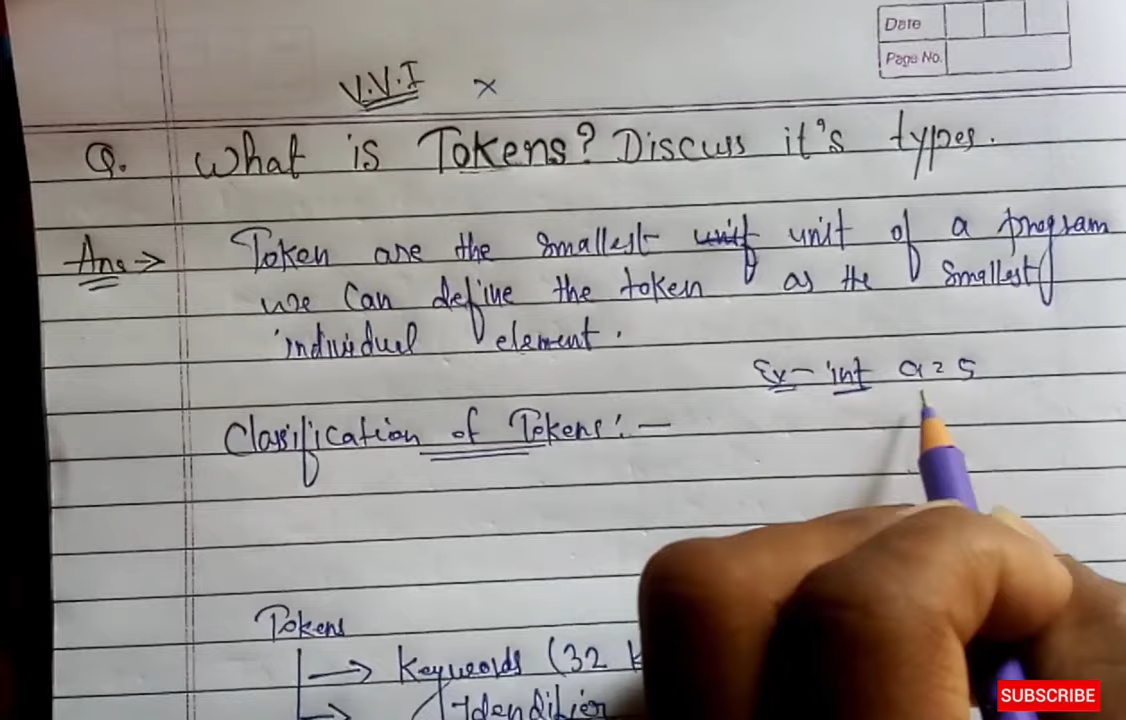 Date
Page No.
V.V.I x
Q. What is Tokens? Discuss it's types.
Ans → Token are the smallest unit of a program
we can define the token as the smallest
individual element.
Ex- int a = 5
Classification of Tokens:-
Tokens
→ Keywords (32 k
→ Idendifier
SUBSCRIBE